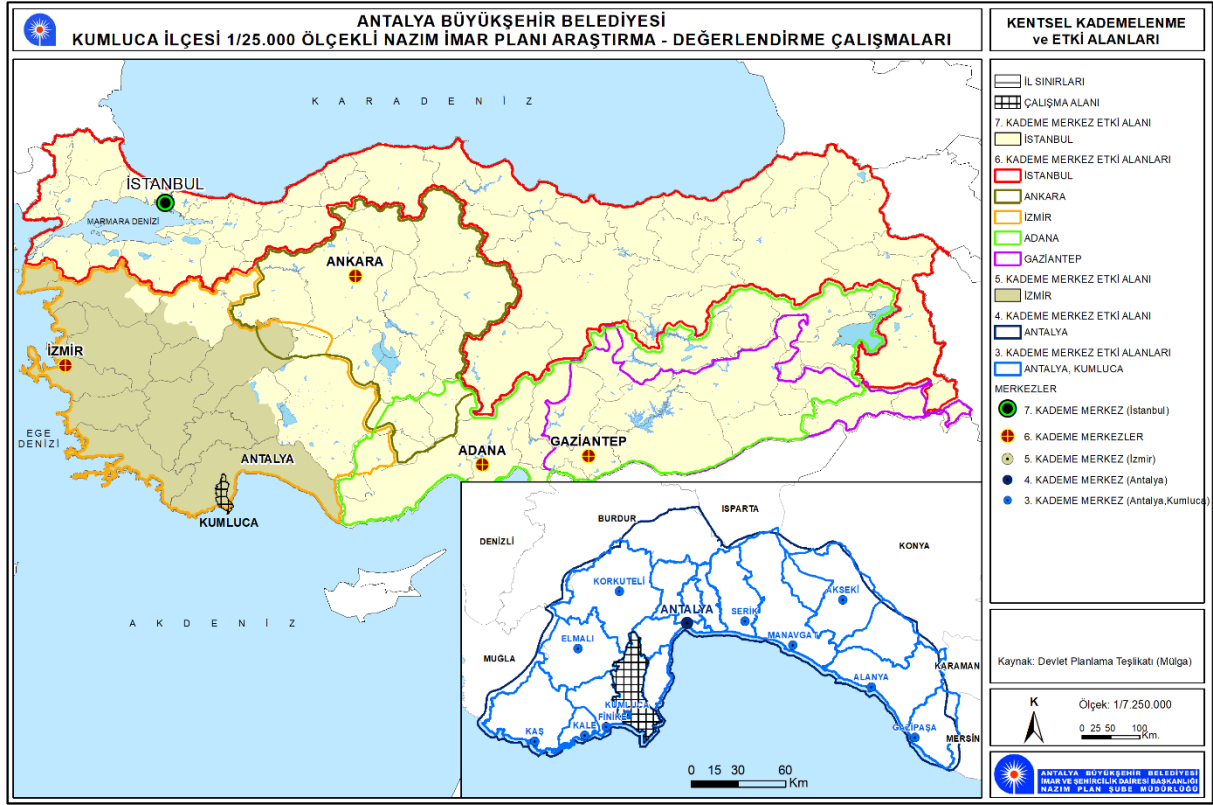 ANTALYA BÜYÜKŞEHİR BELEDİYESİ
KUMLUCA İLÇESİ 1/25.000 ÖLÇEKLİ NAZIM İMAR PLANI ARAŞTIRMA - DEĞERLENDİRME ÇALIŞMALARI
KENTSEL KADEMELENME
ve ETKİ ALANLARI
KARADENİZ
İSTANBUL
MARMARA DENİZİ
ANKARA
İZMİR
EGE
DENİZİ
ANTALYA
ADANA
GAZİANTEP
KUMLUCA
AKDENİZ
İL SINIRLARI
ÇALIŞMA ALANI
7. KADEME MERKEZ ETKİ ALANI
İSTANBUL
6. KADEME MERKEZ ETKİ ALANLARI
İSTANBUL
ANKARA
İZMİR
ADANA
GAZİANTEP
5. KADEME MERKEZ ETKİ ALANI
İZMİR
4. KADEME MERKEZ ETKİ ALANI
ANTALYA
3. KADEME MERKEZ ETKİ ALANLARI
ANTALYA, KUMLUCA
MERKEZLER
7. KADEME MERKEZ (İstanbul)
6. KADEME MERKEZLER
5. KADEME MERKEZ (İzmir)
4. KADEME MERKEZ (Antalya)
3. KADEME MERKEZ (Antalya,Kumluca)
ISPARTA
BURDUR
DENİZLİ
KONYA
KORKUTELİ
AKSEKİ
ANTALYA
SERİK
ELMALI
MANAVGAT
MUĞLA
KARAMAN
ALANYA
KUMLUCA
FİNİKE
KALE
KAŞ
GAZİPAŞA
MERSİN
0 15 30 60
Km
Kaynak: Devlet Planlama Teşlikatı (Mülga)
K
Ölçek: 1/7.250.000
0 25 50 100
Km.
ANTALYA BÜYÜKŞEHİR BELEDİYESİ
İMAR VE ŞEHİRCİLİK DAİRESİ BAŞKANLIĞI
NAZIM PLAN ŞUBE MÜDÜRLÜĞÜ